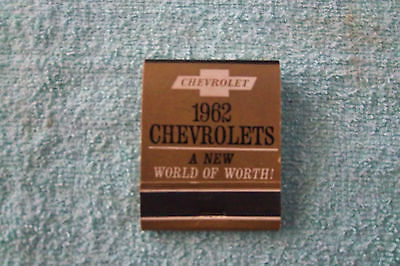 CHEVROLET
1962
CHEVROLETS
A NEW
WORLD OF WORTH!